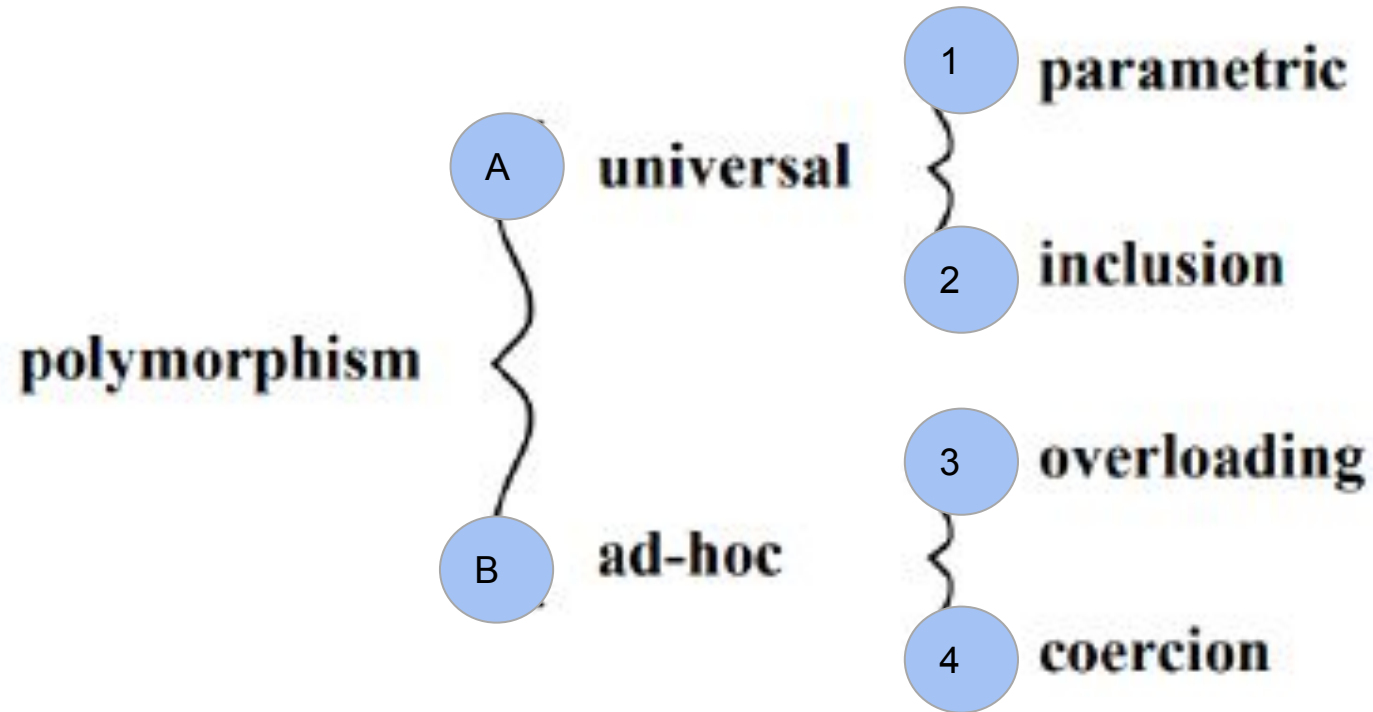 1 parametric
A universal
2 inclusion
polymorphism
3 overloading
B ad-hoc
4 coercion